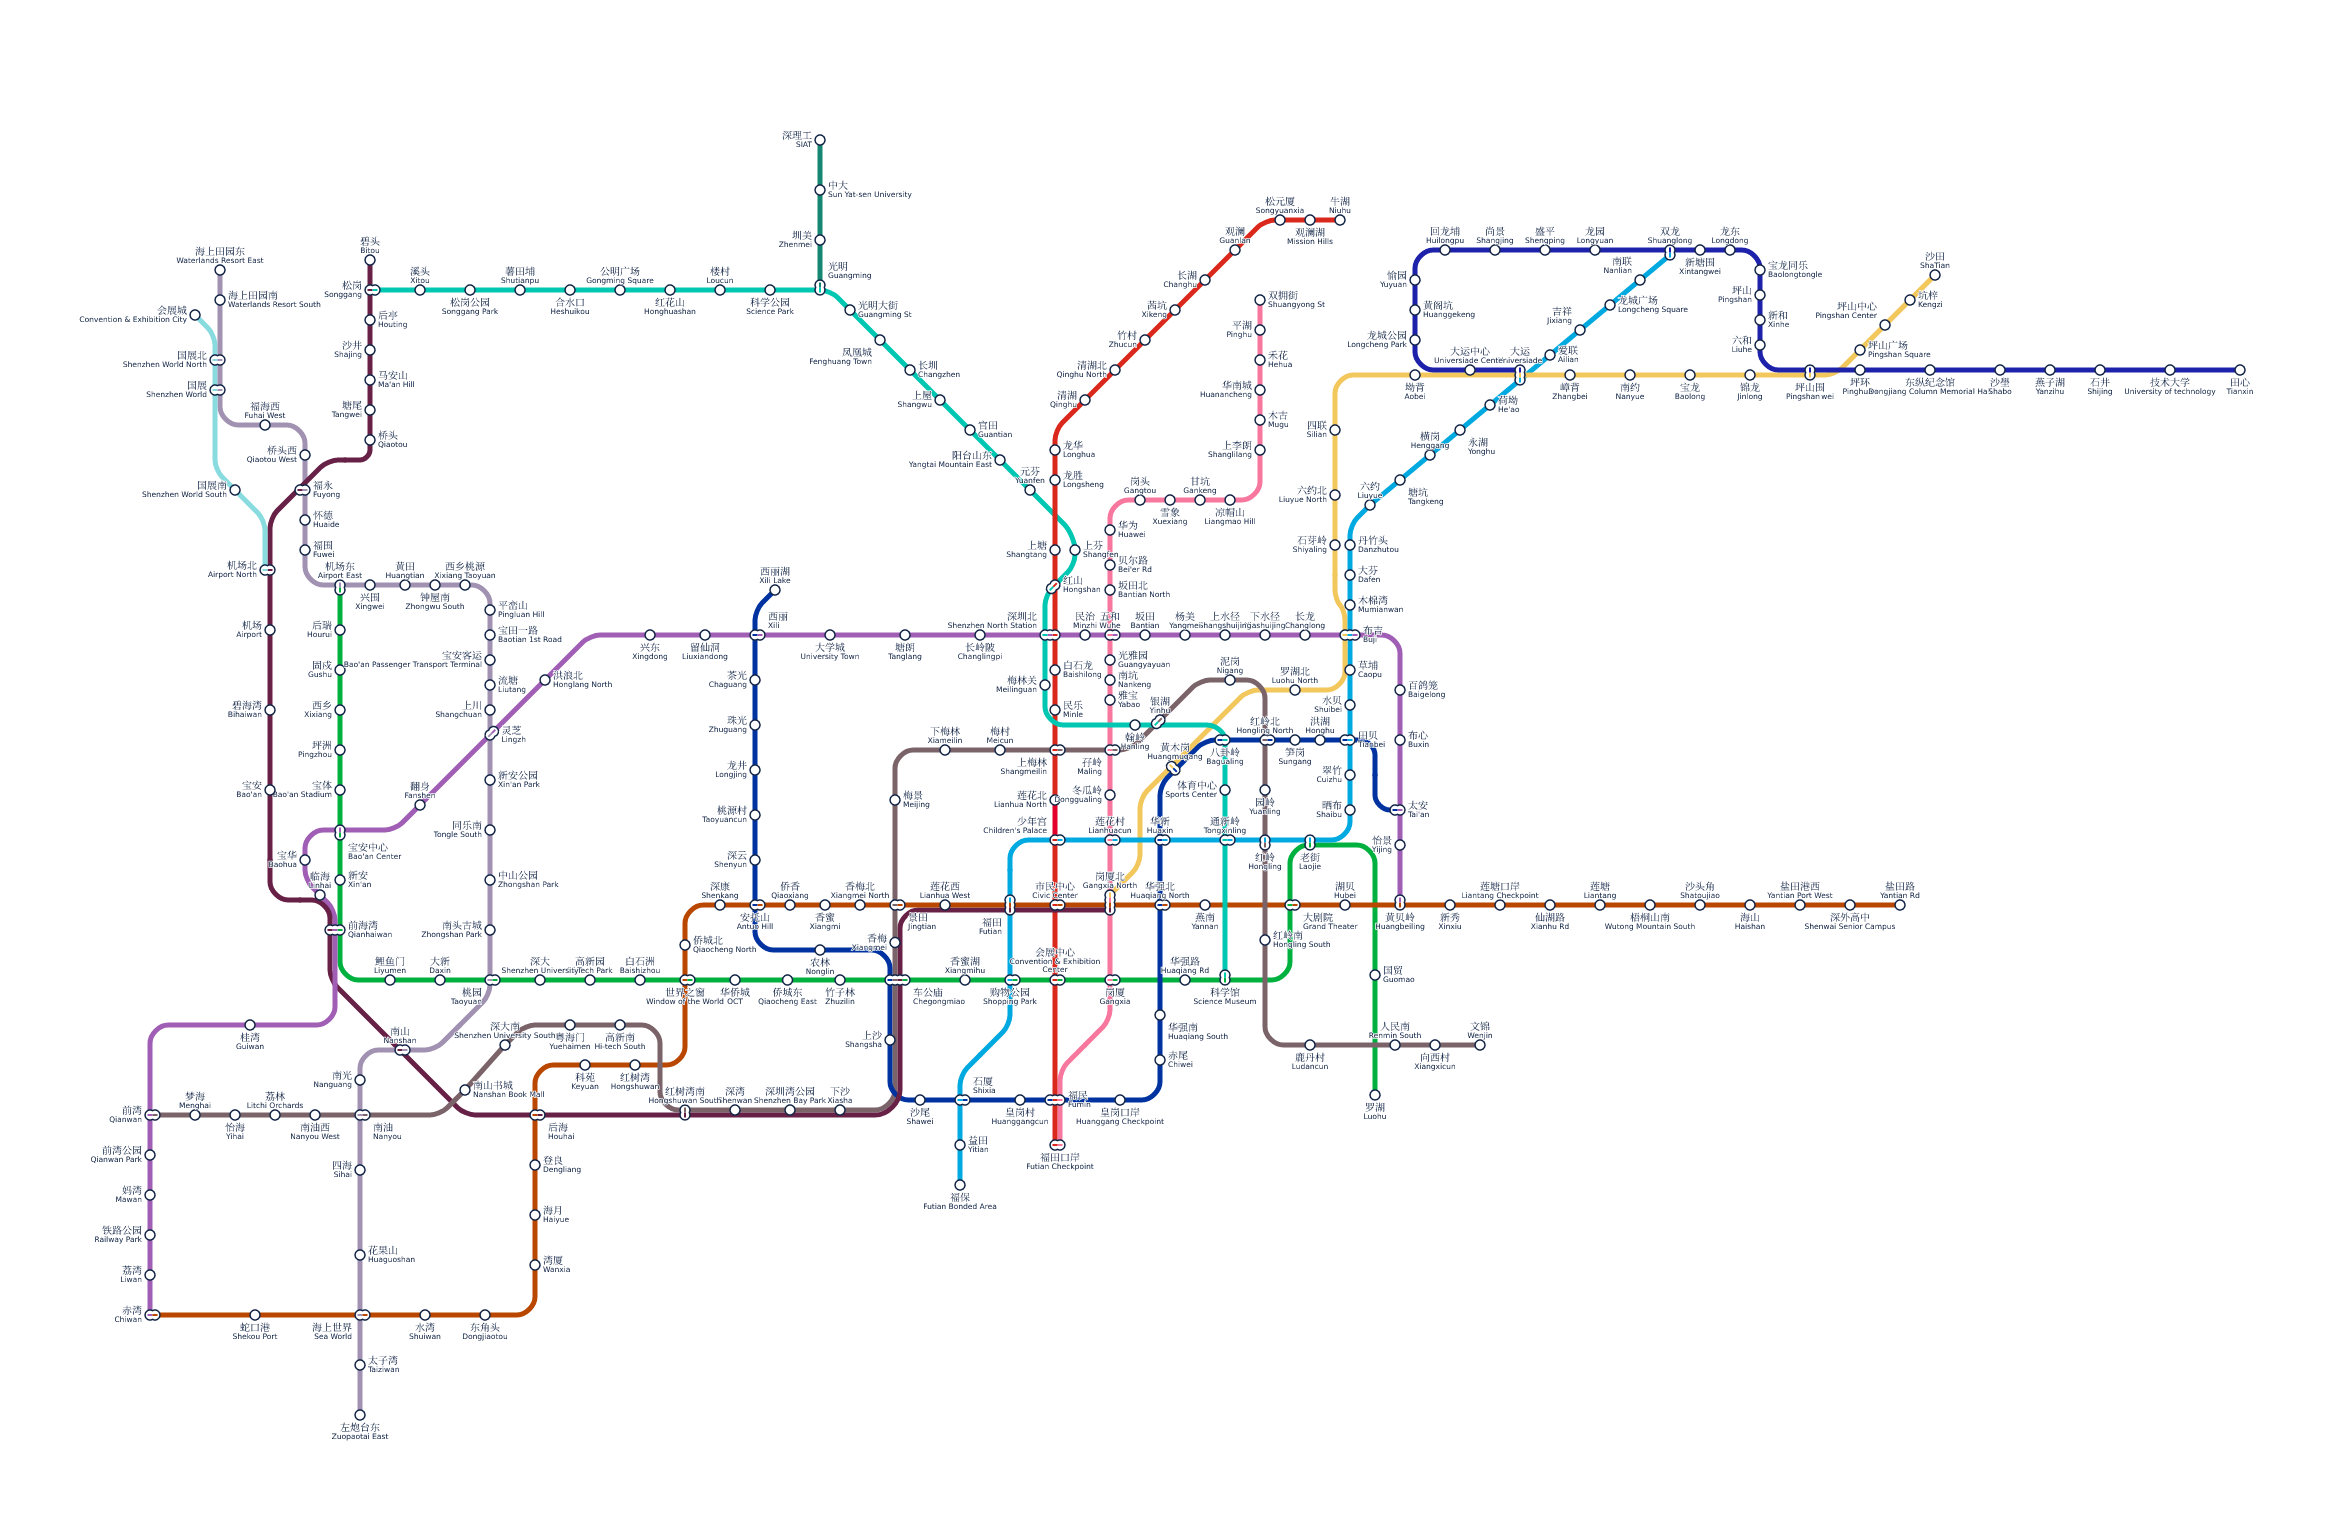 深理工
SIAT
中大
Sun Yat-sen University
圳美
Zhenmei
光明
Guangming
松元厦
Songyuanxia
牛湖
Niuhu
观澜湖
Mission Hills
观澜
Guanlan
长湖
Changhu
茜坑
Xikeng
竹村
Zhucun
清湖北
Qinghu North
清湖
Qinghu
龙华
Longhua
龙胜
Longsheng
上塘
Shangtang
上芬
Shangfen
红山
Hongshan
海上田园东
Waterlands Resort East
海上田园南
Waterlands Resort South
会展城
Convention & Exhibition City
国展北
Shenzhen World North
国展
Shenzhen World
国展南
Shenzhen World South
福海西
Fuhai West
桥头西
Qiaotou West
福永
Fuyong
怀德
Huaide
福围
Fuwei
碧头
Bitou
松岗
Songgang
后亭
Houting
沙井
Shajing
马安山
Ma'an Hill
塘尾
Tangwei
桥头
Qiaotou
溪头
Xitou
松岗公园
Songgang Park
薯田埔
Shutianpu
合水口
Heshuikou
公明广场
Gongming Square
红花山
Honghuashan
楼村
Loucun
科学公园
Science Park
光明大街
Guangming St
凤凰城
Fenghuang Town
长圳
Changzhen
上屋
Shangwu
官田
Guantian
阳台山东
Yangtai Mountain East
元芬
Yuanfen
双拥街
Shuangyong St
平湖
Pinghu
禾花
Hehua
华南城
Huanancheng
木古
Mugu
上李朗
Shanglilang
岗头
Gangtou
雪象
Xuexiang
甘坑
Gankeng
凉帽山
Liangmao Hill
华为
Huawei
贝尔路
Bei'er Rd
坂田北
Bantian North
回龙埔
Huilongpu
尚景
Shangjing
盛平
Shengping
龙园
Longyuan
双龙
Shuanglong
新塘围
Xintangwei
龙东
Longdong
宝龙同乐
Baolongtongle
坪山
Pingshan
新和
Xinhe
六和
Liuhe
愉园
Yuyuan
黄阁坑
Huanggekeng
龙城公园
Longcheng Park
大运中心
Universiade Center
大运
Universiade
南联
Nanlian
龙城广场
Longcheng Square
吉祥
Jixiang
爱联
Ailian
荷坳
He'ao
永湖
Yonghu
横岗
Henggang
塘坑
Tangkeng
六约
Liuyue
坳背
Aobei
嶂背
Zhangbei
南约
Nanyue
宝龙
Baolong
锦龙
Jinlong
坪山围
Pingshanwei
坪环
Pinghuan
东纵纪念馆
Dongjiang Column Memorial Hall
沙壆
Shabo
燕子湖
Yanzihu
石井
Shijing
技术大学
University of technology
田心
Tianxin
坪山广场
Pingshan Square
坪山中心
Pingshan Center
坑梓
Kengzi
沙田
ShaTian
四联
Silian
六约北
Liuyue North
石芽岭
Shiyaling
丹竹头
Danzhutou
大芬
Dafen
木棉湾
Mumianwan
布吉
Buji
草埔
Caopu
水贝
Shuibei
田贝
Tianbei
翠竹
Cuizhu
晒布
Shaibu
机场北
Airport North
机场
Airport
碧海湾
Bihaiwan
宝安
Bao'an
机场东
Airport East
兴围
Xingwei
黄田
Huangtian
钟屋南
Zhongwu South
西乡桃源
Xixiang Taoyuan
平峦山
Pingluan Hill
宝田一路
Baotian 1st Road
宝安客运
Bao'an Passenger Transport Terminal
流塘
Liutang
上川
Shangchuan
灵芝
Lingzh
新安公园
Xin'an Park
同乐南
Tongle South
中山公园
Zhongshan Park
南头古城
Zhongshan Park
桃园
Taoyuan
后瑞
Hourui
固戍
Gushu
西乡
Xixiang
坪洲
Pingzhou
宝体
Bao'an Stadium
宝安中心
Bao'an Center
新安
Xin'an
前海湾
Qianhaiwan
宝华
Baohua
临海
Linhai
翻身
Fanshen
洪浪北
Honglang North
兴东
Xingdong
留仙洞
Liuxiandong
西丽湖
Xili Lake
西丽
Xili
大学城
University Town
塘朗
Tanglang
长岭陂
Changlingpi
深圳北
Shenzhen North Station
民治
Minzhi
五和
Wuhe
坂田
Bantian
杨美
Yangmei
上水径
Shangshuijing
下水径
Xiashuijing
长龙
Changlong
茶光
Chaguang
珠光
Zhuguang
龙井
Longjing
桃源村
Taoyuancun
深云
Shenyun
安托山
Antuo Hill
白石龙
Baishilong
梅林关
Meilinguan
民乐
Minle
光雅园
Guangyayuan
南坑
Nankeng
雅宝
Yabao
泥岗
Nigang
银湖
Yinhu
翰岭
Hanling
罗湖北
Luohu North
百鸽笼
Baigelong
布心
Buxin
太安
Tai'an
怡景
Yijing
下梅林
Xiameilin
梅村
Meicun
上梅林
Shangmeilin
孖岭
Maling
黄木岗
Huangmugang
八卦岭
Bagualing
红岭北
Hongling North
笋岗
Sungang
洪湖
Honghu
梅景
Meijing
莲花北
Lianhua North
冬瓜岭
Donggualing
体育中心
Sports Center
园岭
Yuanling
少年宫
Children's Palace
莲花村
Lianhuacun
华新
Huaxin
通新岭
Tongxinling
红岭
Hongling
老街
Laojie
深康
Shenkang
侨香
Qiaoxiang
香蜜
Xiangmi
香梅北
Xiangmei North
景田
Jingtian
莲花西
Lianhua West
福田
Futian
市民中心
Civic Center
岗厦北
Gangxia North
华强北
Huaqiang North
燕南
Yannan
大剧院
Grand Theater
湖贝
Hubei
黄贝岭
Huangbeiling
新秀
Xinxiu
莲塘口岸
Liantang Checkpoint
仙湖路
Xianhu Rd
莲塘
Liantang
梧桐山南
Wutong Mountain South
沙头角
Shatoujiao
海山
Haishan
盐田港西
Yantian Port West
深外高中
Shenwai Senior Campus
盐田路
Yantian Rd
侨城北
Qiaocheng North
农林
Nonglin
香梅
Xiangmei
红岭南
Hongling South
鲤鱼门
Liyumen
大新
Daxin
深大
Shenzhen University
高新园
Tech Park
白石洲
Baishizhou
世界之窗
Window of the World
华侨城
OCT
侨城东
Qiaocheng East
竹子林
Zhuzilin
车公庙
Chegongmiao
香蜜湖
Xiangmihu
购物公园
Shopping Park
会展中心
Convention & Exhibition
Center
岗厦
Gangxia
华强路
Huaqiang Rd
科学馆
Science Museum
国贸
Guomao
罗湖
Luohu
桂湾
Guiwan
南山
Nanshan
深大南
Shenzhen University South
粤海门
Yuehaimen
高新南
Hi-tech South
科苑
Keyuan
红树湾
Hongshuwan
上沙
Shangsha
华强南
Huaqiang South
赤尾
Chiwei
鹿丹村
Ludancun
人民南
Renmin South
向西村
Xiangxicun
文锦
Wenjin
南光
Nanguang
南山书城
Nanshan Book Mall
前湾
Qianwan
梦海
Menghai
怡海
Yihai
荔林
Litchi Orchards
南油西
Nanyou West
南油
Nanyou
后海
Houhai
红树湾南
Hongshuwan South
深湾
Shenwan
深圳湾公园
Shenzhen Bay Park
下沙
Xiasha
沙尾
Shawei
石厦
Shixia
皇岗村
Huanggangcun
福民
Fumin
皇岗口岸
Huanggang Checkpoint
益田
Yitian
福田口岸
Futian Checkpoint
福保
Futian Bonded Area
前湾公园
Qianwan Park
妈湾
Mawan
铁路公园
Railway Park
荔湾
Liwan
赤湾
Chiwan
四海
Sihai
花果山
Huaguoshan
登良
Dengliang
海月
Haiyue
湾厦
Wanxia
蛇口港
Shekou Port
海上世界
Sea World
水湾
Shuiwan
东角头
Dongjiaotou
太子湾
Taiziwan
左炮台东
Zuopaotai East